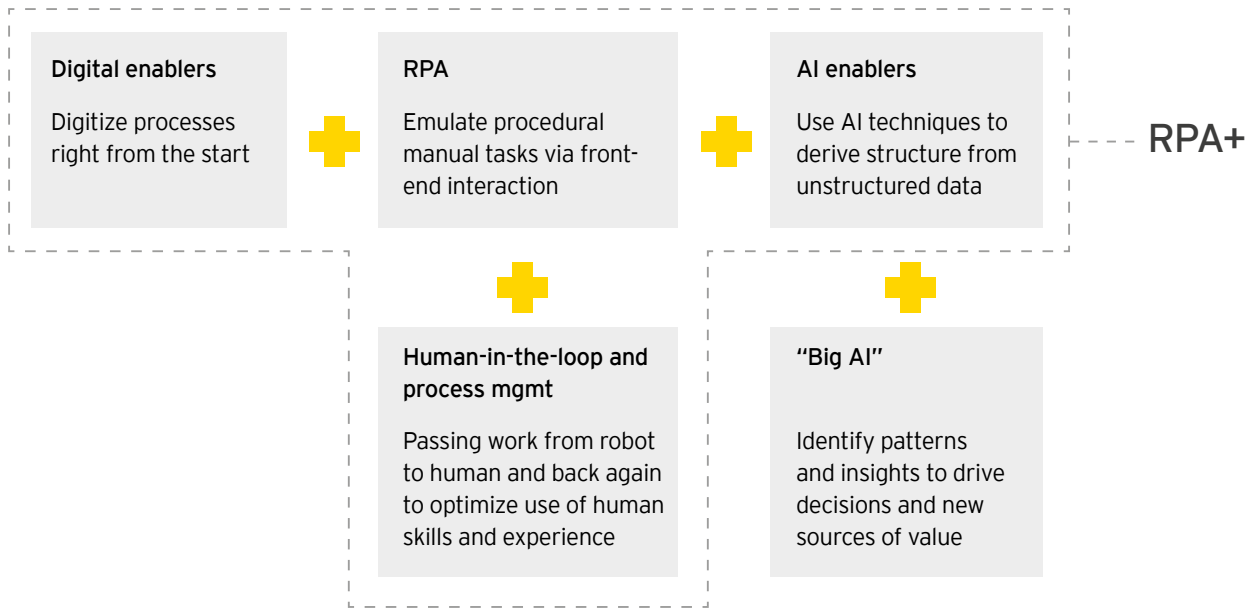 Digital enablers
Digitize processes
right from the start
RPA
Emulate procedural
manual tasks via front-
end interaction
AI enablers
Use AI techniques to
derive structure from
unstructured data
RPA+
Human-in-the-loop and
process mgmt
Passing work from robot
to human and back again
to optimize use of human
skills and experience
“Big AI”
Identify patterns
and insights to drive
decisions and new
sources of value